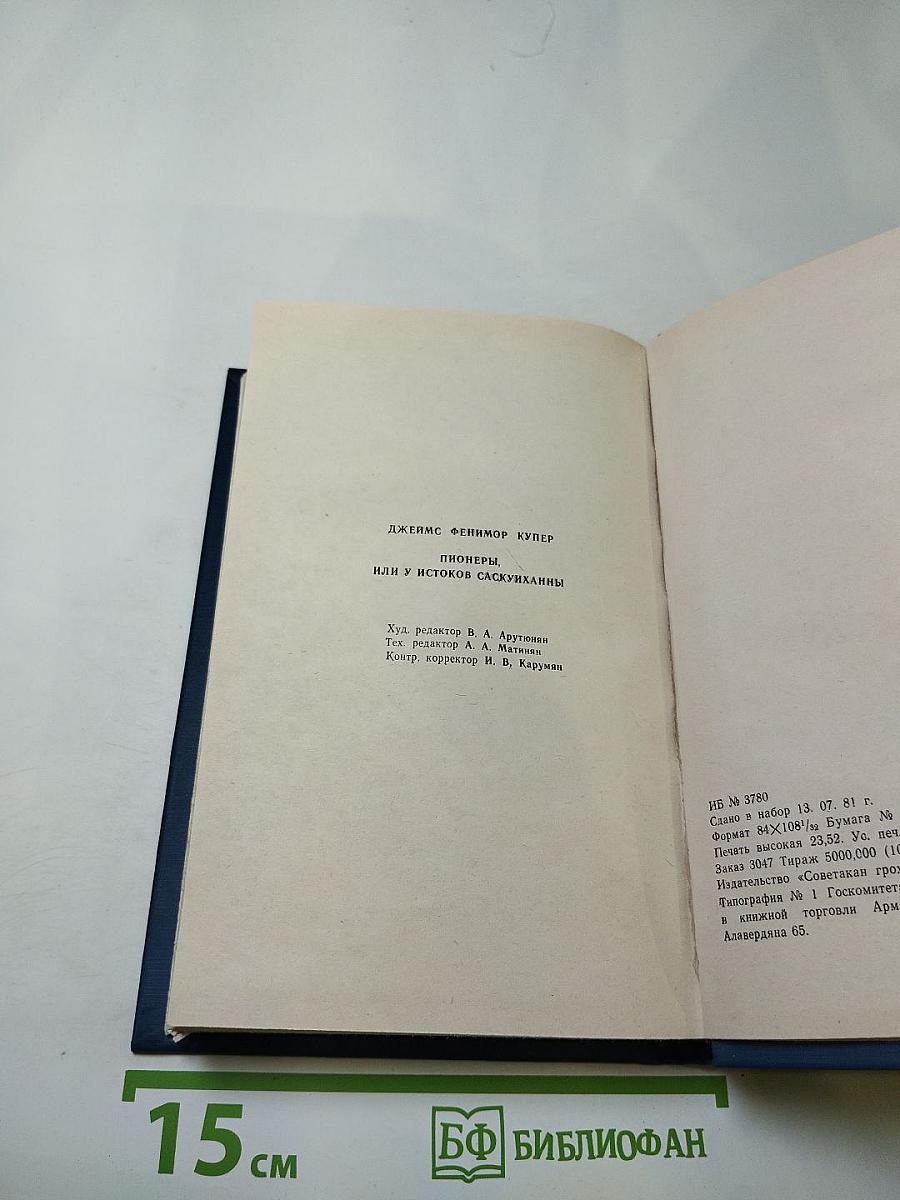 ДЖЕЙМС ФЕНИМОР КУПЕР
ПИОНЕРЫ,
ИЛИ У ИСТОКОВ САСКУИХАННЫ
Худ. редактор В. А. Арутюнян
Тех. редактор А. А. Матинян
Контр. корректор И. В, Карумян
ИБ № 3780
Сдано в набор 13. 07. 81 г.
Формат 84×108¹/₃₂ Бумага №
Печать высокая 23,52. Ус. печ.
Заказ 3047 Тираж 5000,000 (10
Издательство «Советакан грох
Типография № 1 Госкомитета
в книжной торговли Арм
Алавердяна 65.
15 см
БФ БИБЛИОФАН